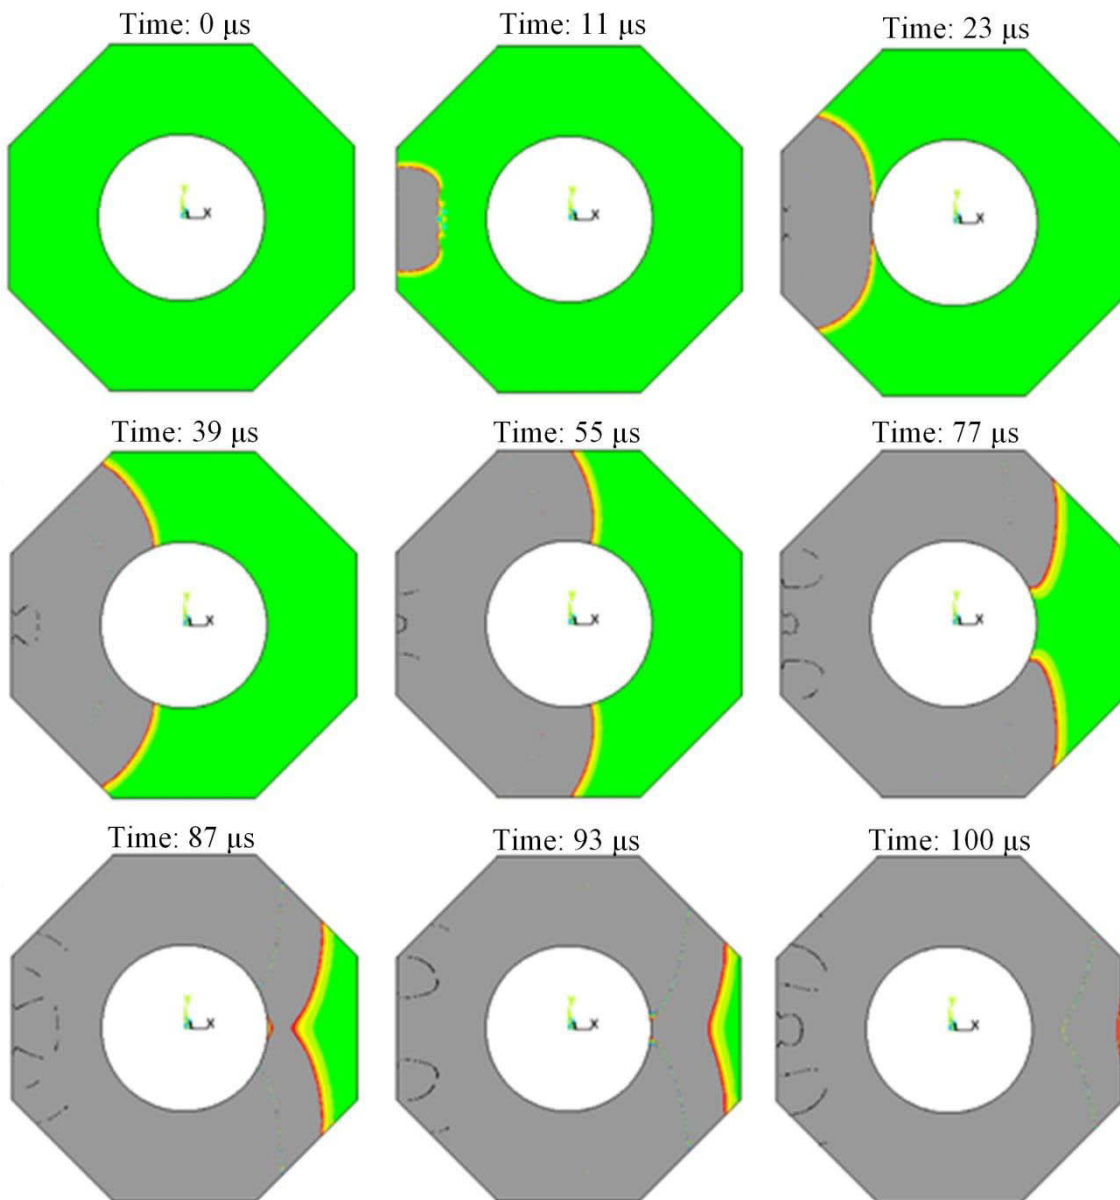 Time: 0 μs
Time: 11 μs
Time: 23 μs
Y
X
Y
X
Y
X
Time: 39 μs
Time: 55 μs
Time: 77 μs
Y
X
Y
X
Y
X
Time: 87 μs
Time: 93 μs
Time: 100 μs
Y
X
Y
X
Y
X